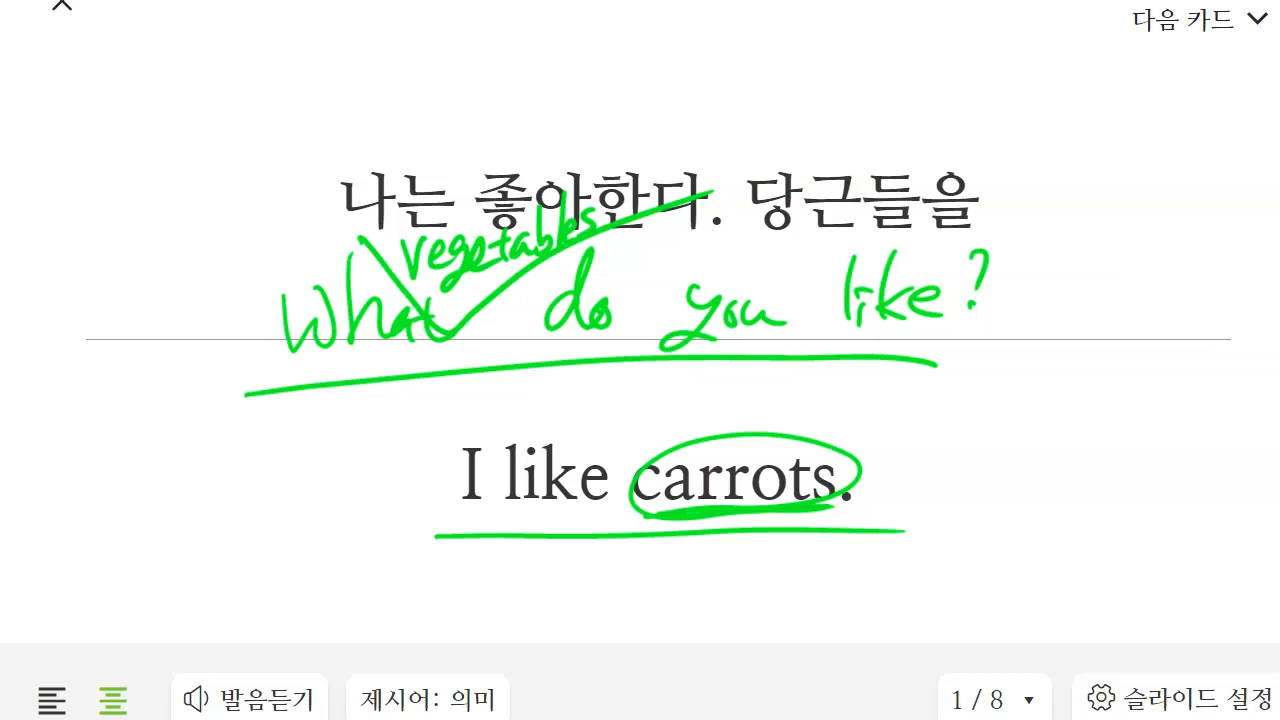 다음 카드
나는 좋아한다. 당근들을
vegetables
What do you like?
I like carrots.
발음듣기 제시어: 의미 1 / 8 슬라이드 설정